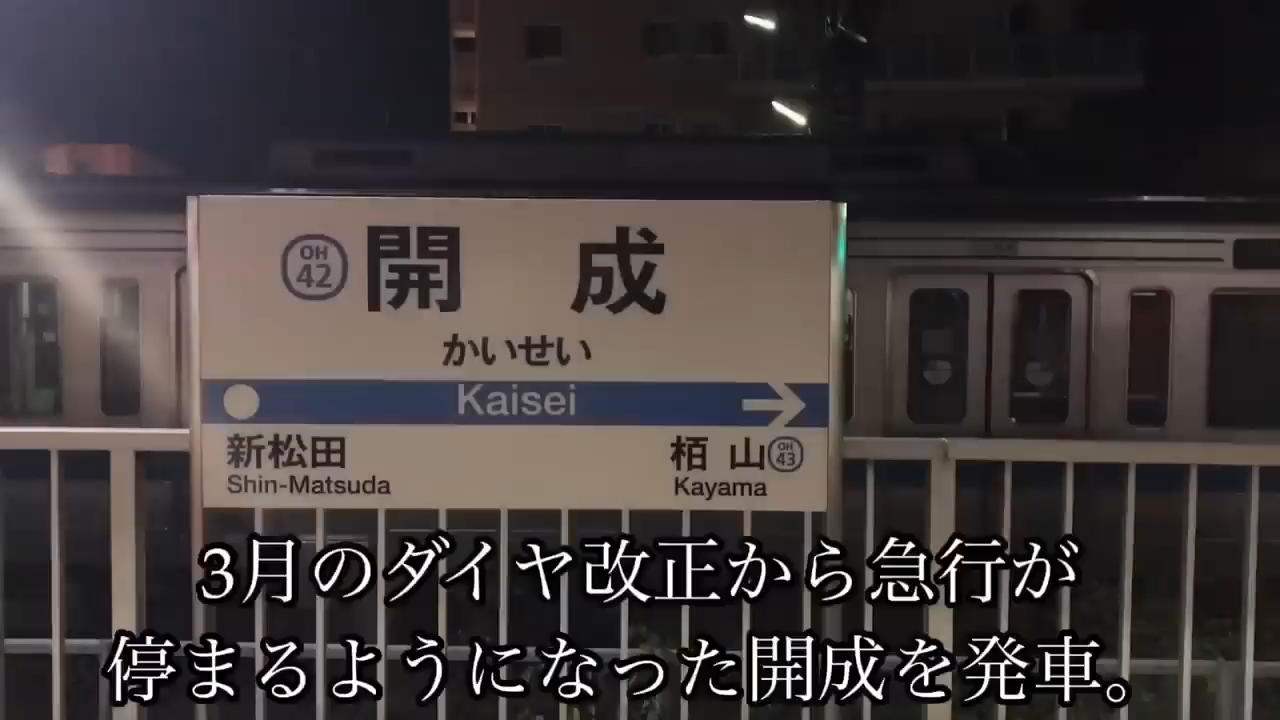 OH
42
開成
かいせい
Kaisei
新松田
Shin-Matsuda
栢山
OH
43
Kayama
3月のダイヤ改正から急行が
停まるようになった開成を発車。